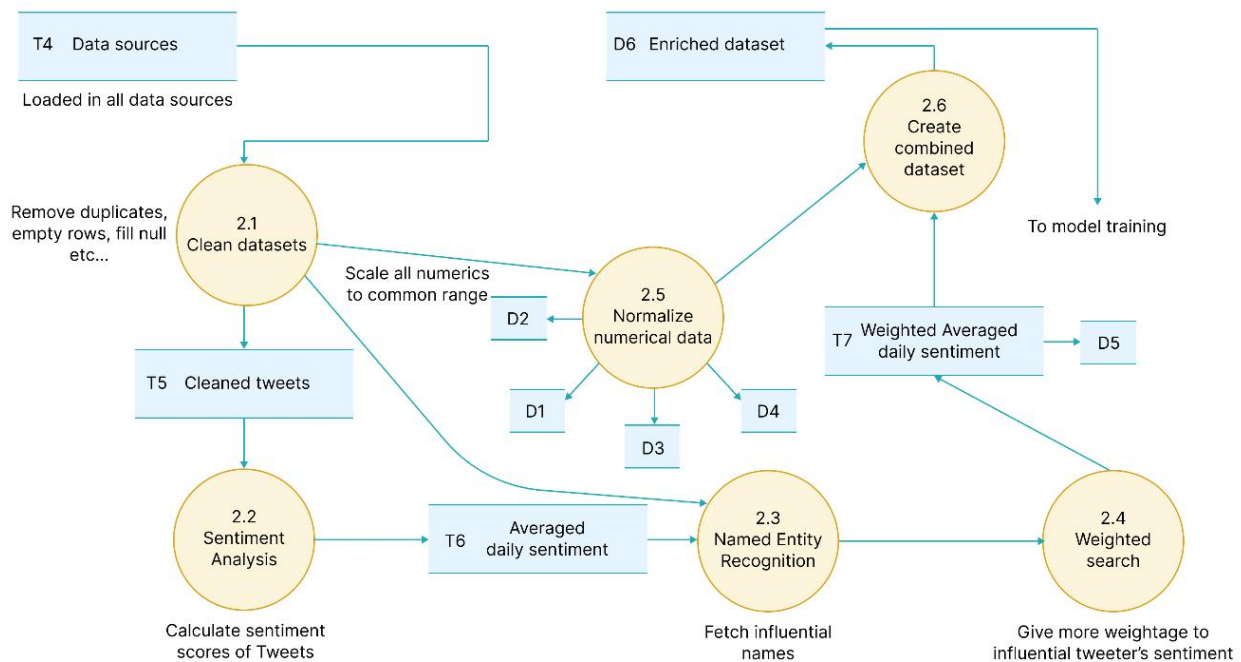 T4 Data sources
Loaded in all data sources
D6 Enriched dataset
2.6
Create
combined
dataset
To model training
2.1
Clean datasets
Remove duplicates,
empty rows, fill null
etc...
Scale all numerics
to common range
2.5
Normalize
numerical data
D2
D1
D3
D4
T7 Weighted Averaged
daily sentiment
D5
T5 Cleaned tweets
2.2
Sentiment
Analysis
Calculate sentiment
scores of Tweets
T6 Averaged
daily sentiment
2.3
Named Entity
Recognition
Fetch influential
names
2.4
Weighted
search
Give more weightage to
influential tweeter's sentiment